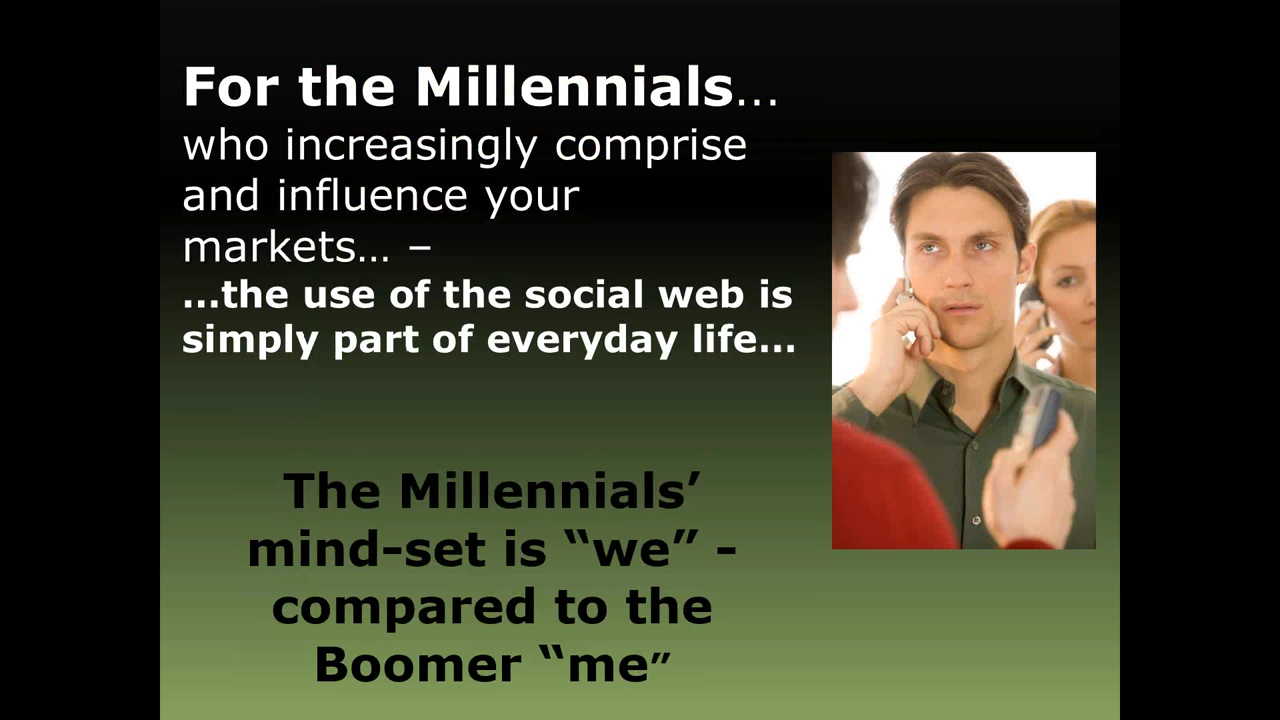 For the Millennials…
who increasingly comprise
and influence your
markets… –
…the use of the social web is
simply part of everyday life…
The Millennials’
mind-set is “we” -
compared to the
Boomer “me”